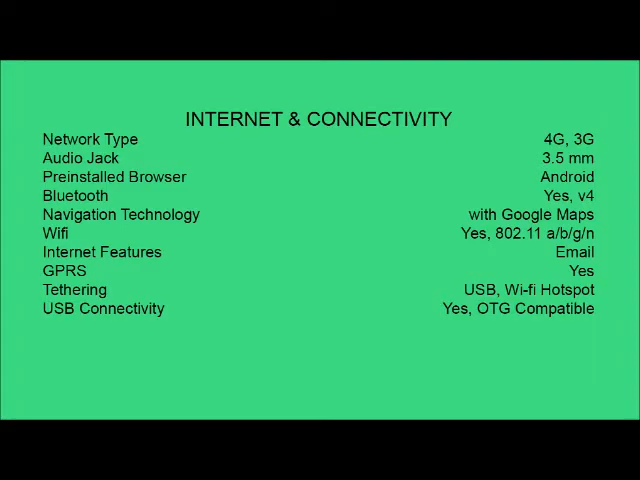 INTERNET & CONNECTIVITY
Network Type 4G, 3G
Audio Jack 3.5 mm
Preinstalled Browser Android
Bluetooth Yes, v4
Navigation Technology with Google Maps
Wifi Yes, 802.11 a/b/g/n
Internet Features Email
GPRS Yes
Tethering USB, Wi-fi Hotspot
USB Connectivity Yes, OTG Compatible